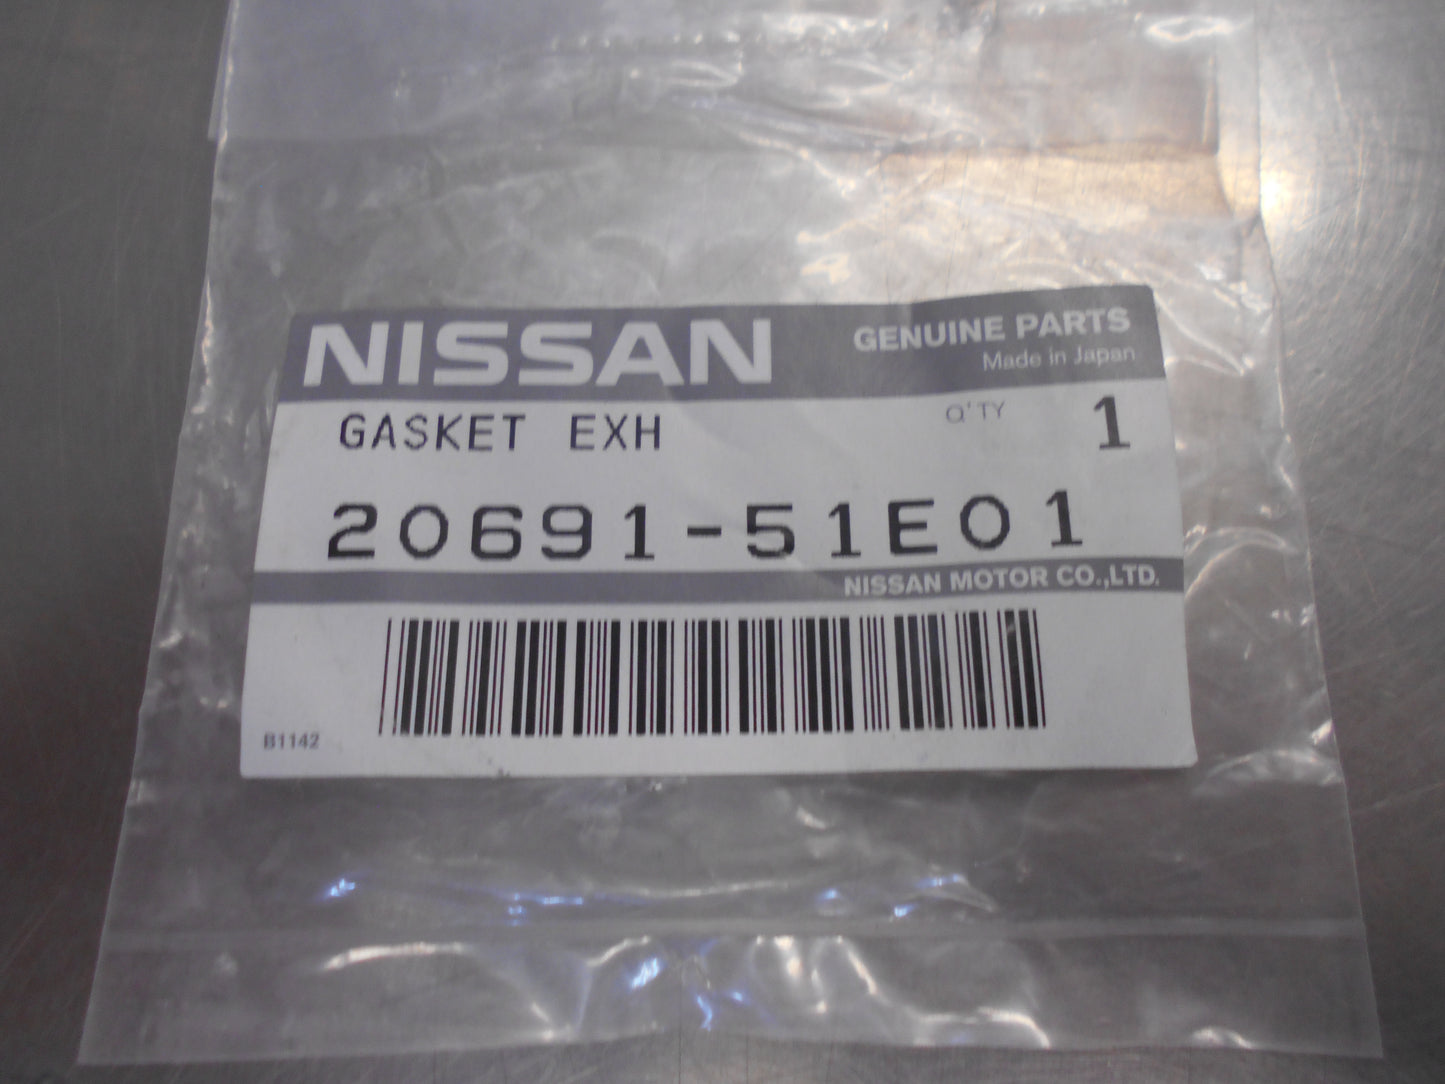 NISSAN
GENUINE PARTS
Made in Japan
GASKET EXH
Q'TY 1
20691-51E01
NISSAN MOTOR CO.,LTD.
B1142